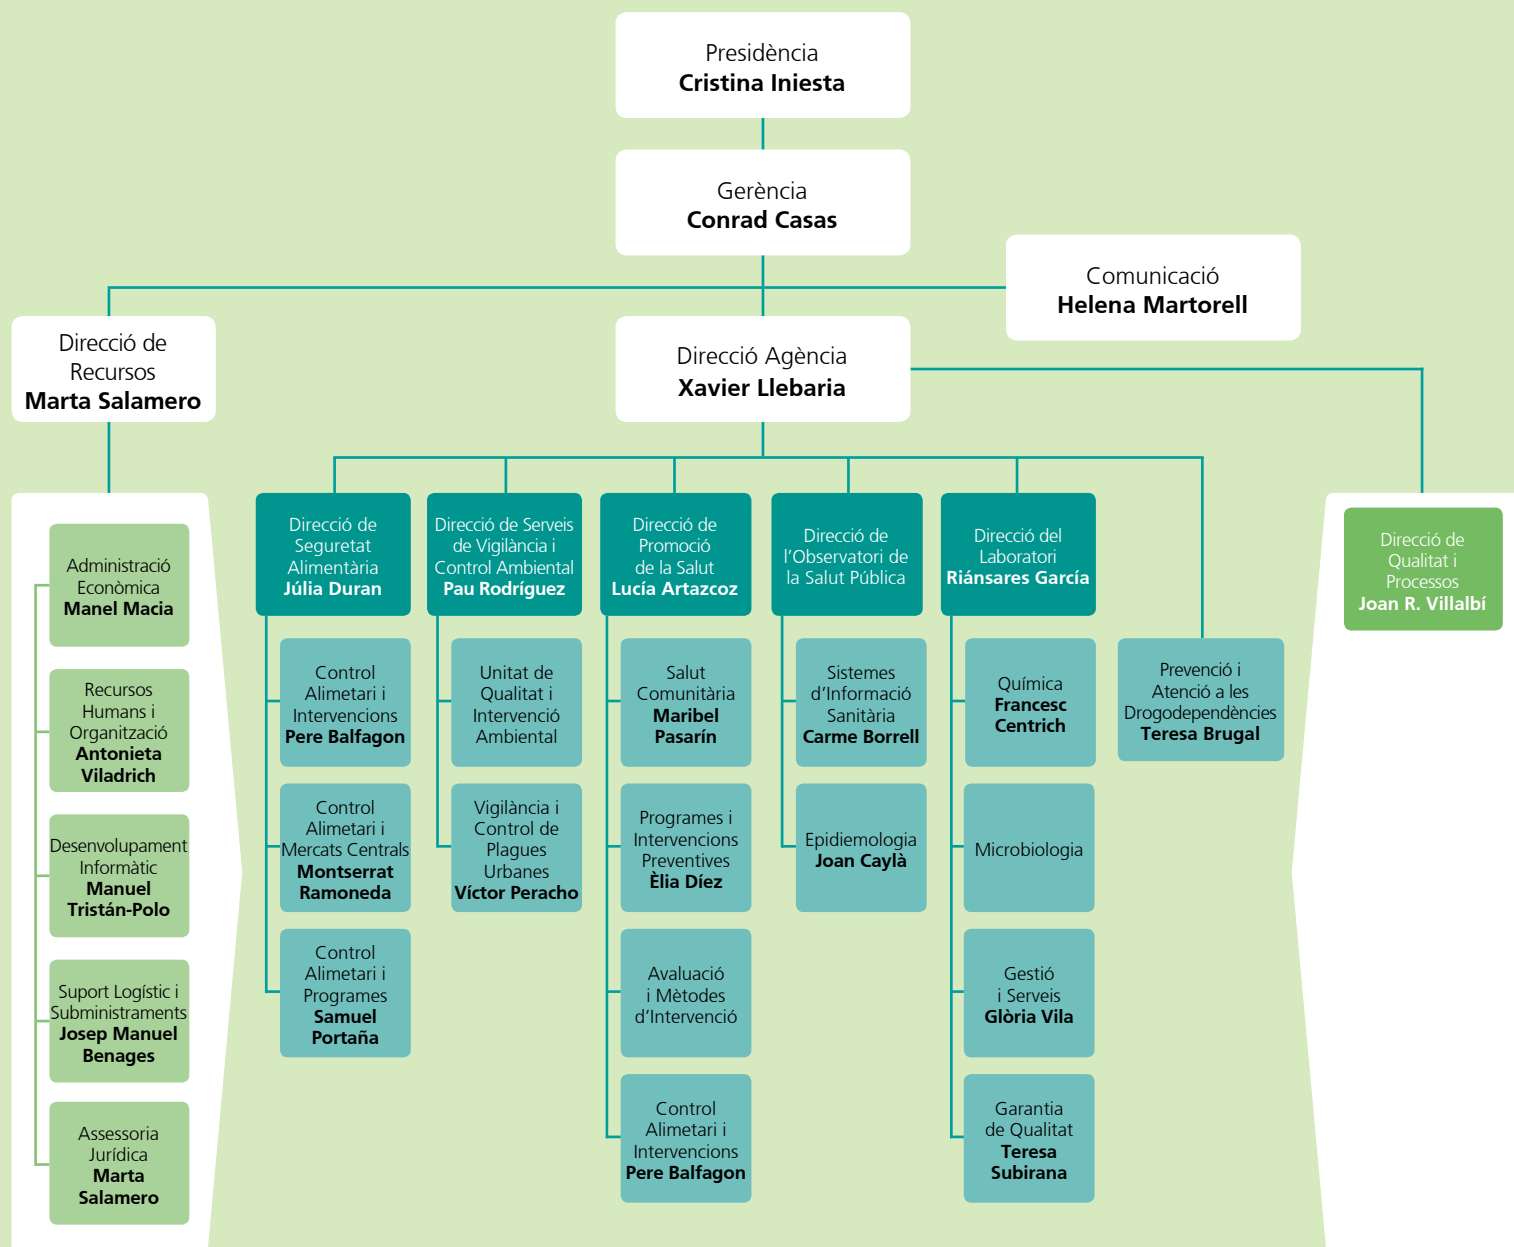 Presidència
Cristina Iniesta
Gerència
Conrad Casas
Comunicació
Helena Martorell
Direcció de
Recursos
Marta Salamero
Direcció Agència
Xavier Llebaria
Administració
Econòmica
Manel Macia
Recursos
Humans i
Organització
Antonieta
Viladrich
Desenvolupament
Informàtic
Manuel
Tristán-Polo
Suport Logístic i
Subministraments
Josep Manuel
Benages
Assessoria
Jurídica
Marta
Salamero
Direcció de
Seguretat
Alimentària
Júlia Duran
Control
Alimetari i
Intervencions
Pere Balfagon
Control
Alimetari i
Mercats Centrals
Montserrat
Ramoneda
Control
Alimetari i
Programes
Samuel
Portaña
Direcció de Serveis
de Vigilància i
Control Ambiental
Pau Rodríguez
Unitat de
Qualitat i
Intervenció
Ambiental
Vigilància i
Control de
Plagues
Urbanes
Víctor Peracho
Direcció de
Promoció
de la Salut
Lucía Artazcoz
Salut
Comunitària
Maribel
Pasarín
Programes i
Intervencions
Preventives
Èlia Díez
Avaluació
i Mètodes
d'Intervenció
Control
Alimetari i
Intervencions
Pere Balfagon
Direcció de
l'Observatori de
la Salut Pública
Sistemes
d'Informació
Sanitària
Carme Borrell
Epidemiologia
Joan Caylà
Direcció del
Laboratori
Riánsares García
Química
Francesc
Centrich
Microbiologia
Gestió
i Serveis
Glòria Vila
Garantia
de Qualitat
Teresa
Subirana
Prevenció i
Atenció a les
Drogodependències
Teresa Brugal
Direcció de
Qualitat i
Processos
Joan R. Villalbí